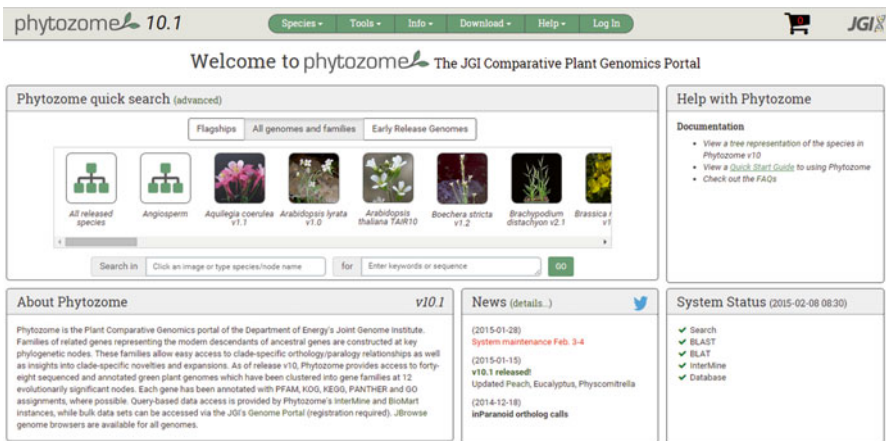 phytozome 10.1
Species Tools Info Download Help Log In
0
JGI
Welcome to phytozome The JGI Comparative Plant Genomics Portal
Phytozome quick search (advanced)
Flagships All genomes and families Early Release Genomes
All released species
Angiosperm
Aquilegia coerulea v1.1
Arabidopsis lyrata v1.0
Arabidopsis thaliana TAIR10
Boechera stricta v1.2
Brachypodium distachyon v2.1
Brassica r
v1
Search in Click an image or type species/node name for Enter keywords or sequence GO
Help with Phytozome
Documentation
View a tree representation of the species in
Phytozome v10
View a Quick Start Guide to using Phytozome
Check out the FAQs
About Phytozome v10.1
Phytozome is the Plant Comparative Genomics portal of the Department of Energy's Joint Genome Institute.
Families of related genes representing the modern descendants of ancestral genes are constructed at key
phylogenetic nodes. These families allow easy access to clade-specific orthology/paralogy relationships as well
as insights into clade-specific novelties and expansions. As of release v10, Phytozome provides access to forty-
eight sequenced and annotated green plant genomes which have been clustered into gene families at 12
evolutionarily significant nodes. Each gene has been annotated with PFAM, KOG, KEGG, PANTHER and GO
assignments, where possible. Query-based data access is provided by Phytozome's InterMine and BioMart
instances, while bulk data sets can be accessed via the JGI's Genome Portal (registration required). JBrowse
genome browsers are available for all genomes.
News (details...)
(2015-01-28)
System maintenance Feb. 3-4
(2015-01-15)
v10.1 released!
Updated Peach, Eucalyptus, Physcomitrella
(2014-12-18)
inParanoid ortholog calls
System Status (2015-02-08 08:30)
Search
BLAST
BLAT
InterMine
Database